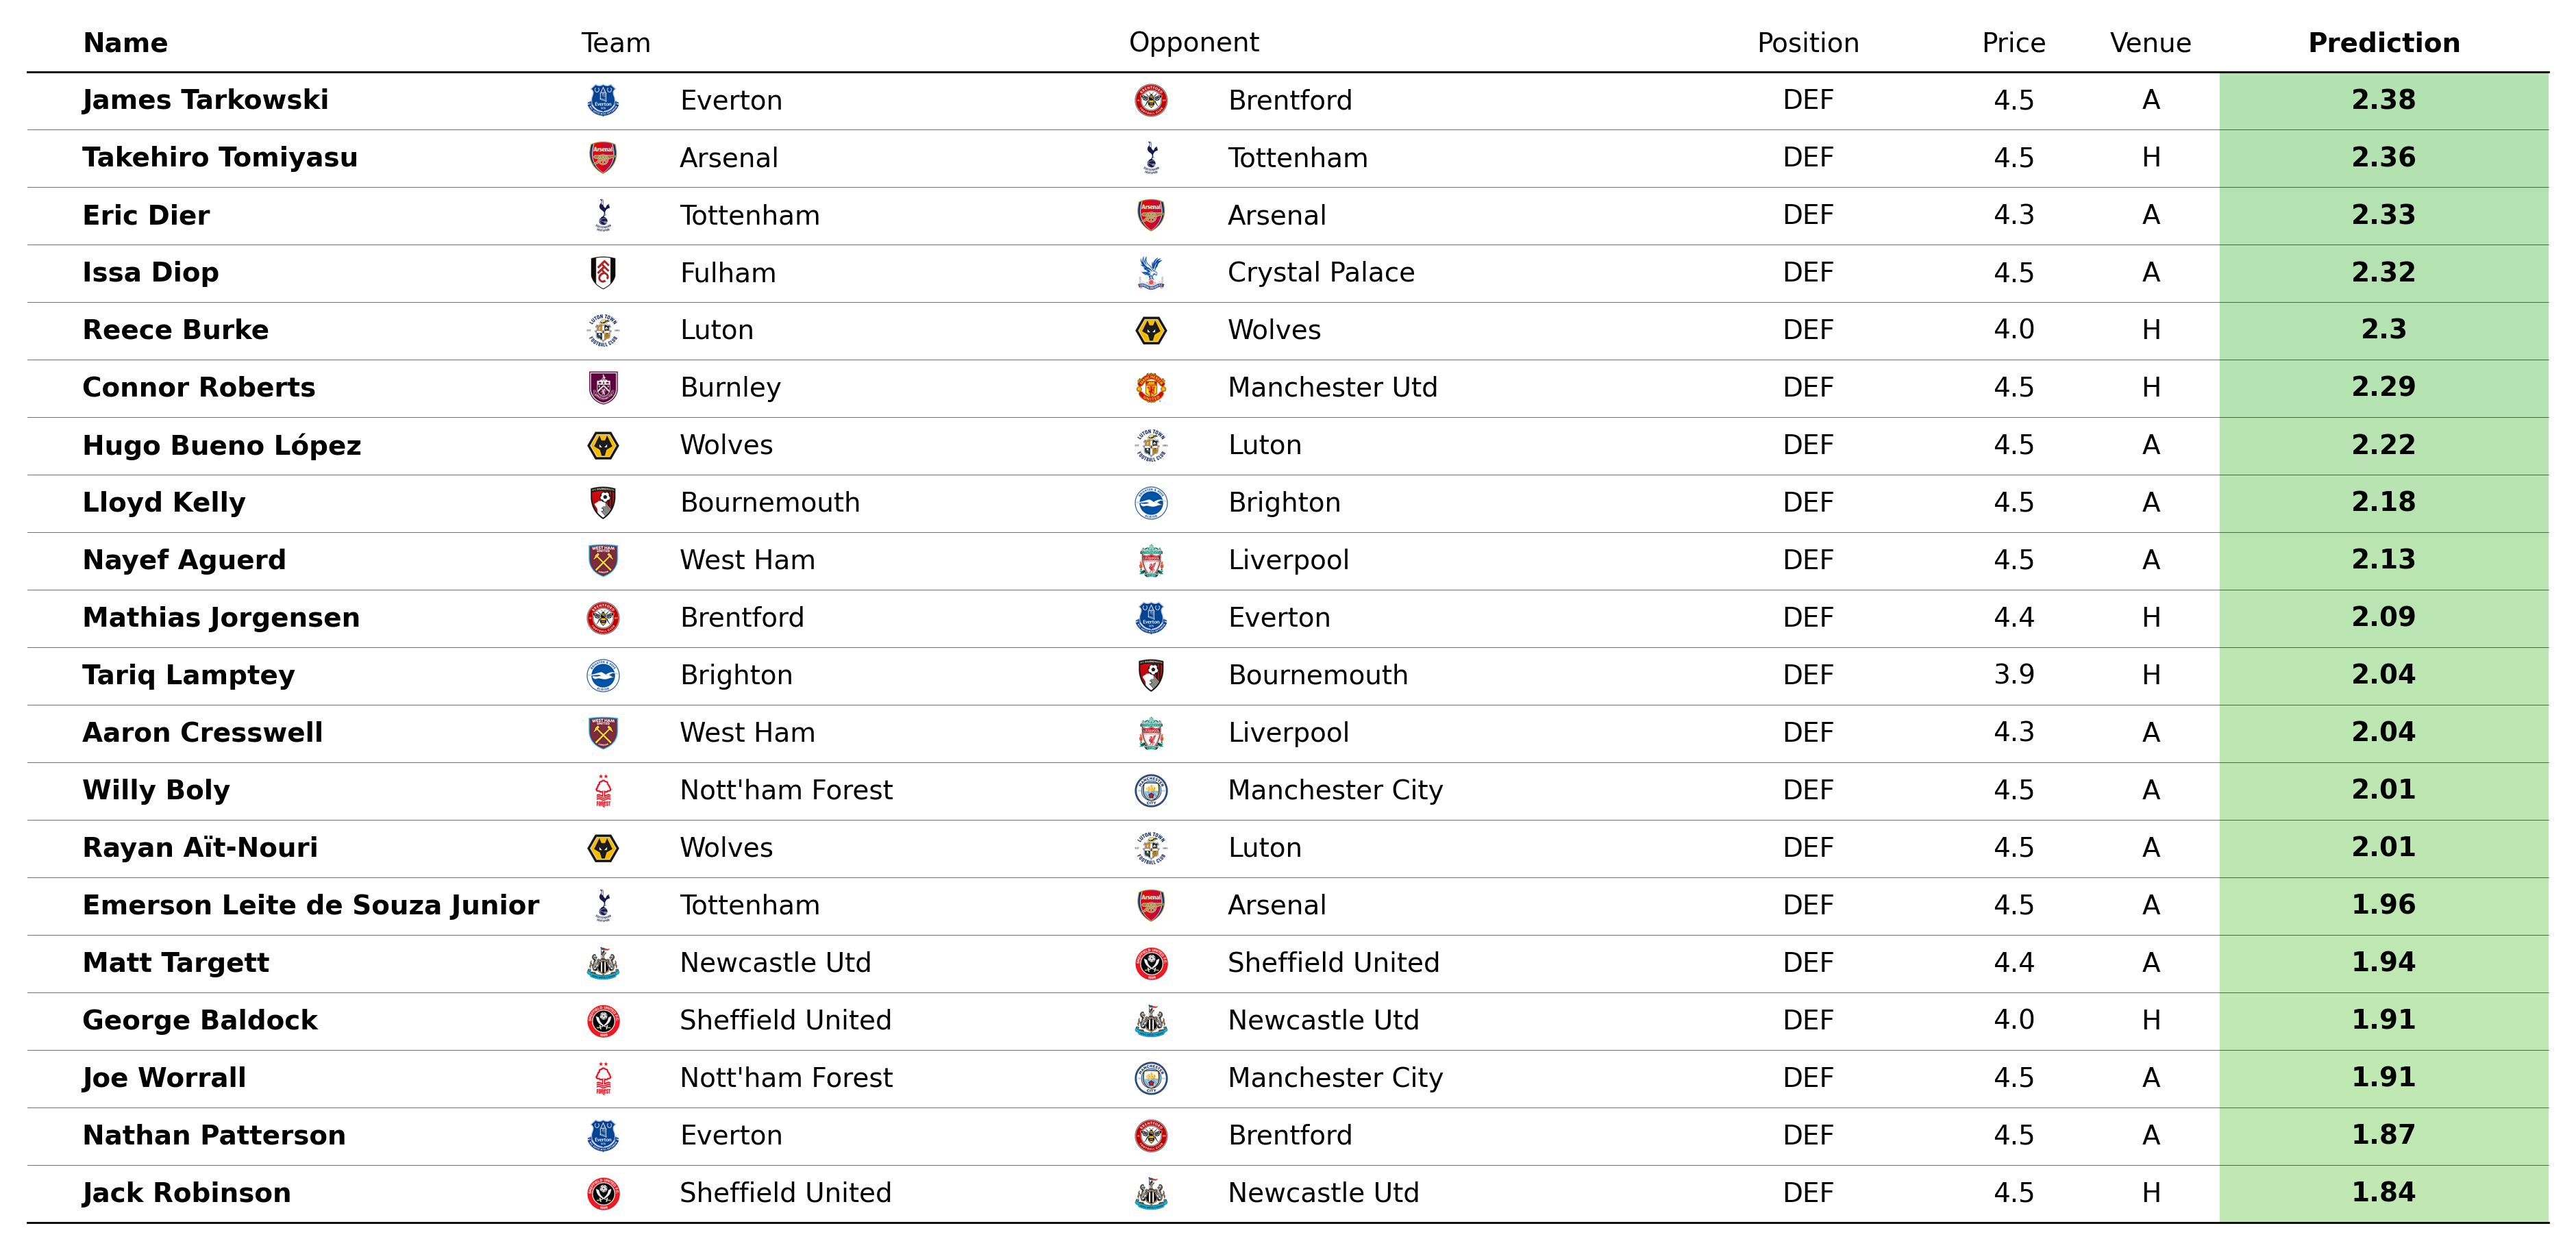 Name Team Opponent Position Price Venue Prediction
James Tarkowski Everton Brentford DEF 4.5 A 2.38
Takehiro Tomiyasu Arsenal Tottenham DEF 4.5 H 2.36
Eric Dier Tottenham Arsenal DEF 4.3 A 2.33
Issa Diop Fulham Crystal Palace DEF 4.5 A 2.32
Reece Burke Luton Wolves DEF 4.0 H 2.3
Connor Roberts Burnley Manchester Utd DEF 4.5 H 2.29
Hugo Bueno López Wolves Luton DEF 4.5 A 2.22
Lloyd Kelly Bournemouth Brighton DEF 4.5 A 2.18
Nayef Aguerd West Ham Liverpool DEF 4.5 A 2.13
Mathias Jorgensen Brentford Everton DEF 4.4 H 2.09
Tariq Lamptey Brighton Bournemouth DEF 3.9 H 2.04
Aaron Cresswell West Ham Liverpool DEF 4.3 A 2.04
Willy Boly Nott'ham Forest Manchester City DEF 4.5 A 2.01
Rayan Aït-Nouri Wolves Luton DEF 4.5 A 2.01
Emerson Leite de Souza Junior Tottenham Arsenal DEF 4.5 A 1.96
Matt Targett Newcastle Utd Sheffield United DEF 4.4 A 1.94
George Baldock Sheffield United Newcastle Utd DEF 4.0 H 1.91
Joe Worrall Nott'ham Forest Manchester City DEF 4.5 A 1.91
Nathan Patterson Everton Brentford DEF 4.5 A 1.87
Jack Robinson Sheffield United Newcastle Utd DEF 4.5 H 1.84